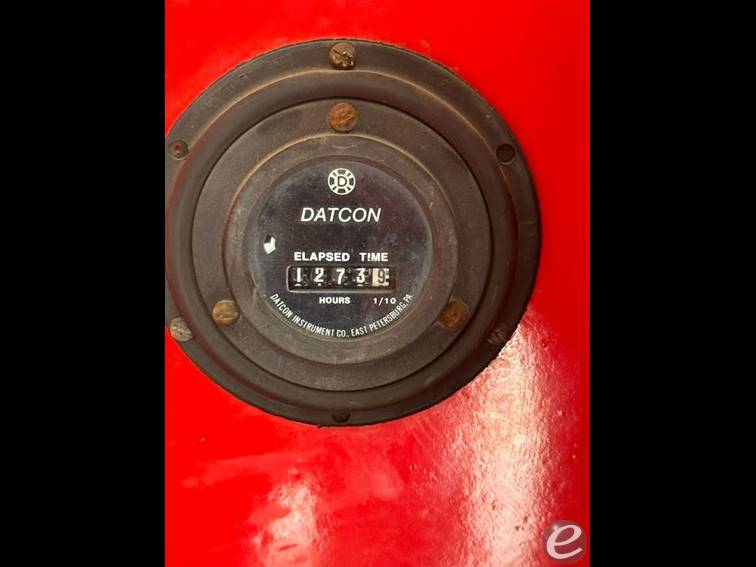 D
DATCON
ELAPSED TIME
12739
HOURS 1/10
DATCON INSTRUMENT CO., EAST PETERSBURG, PA.
e